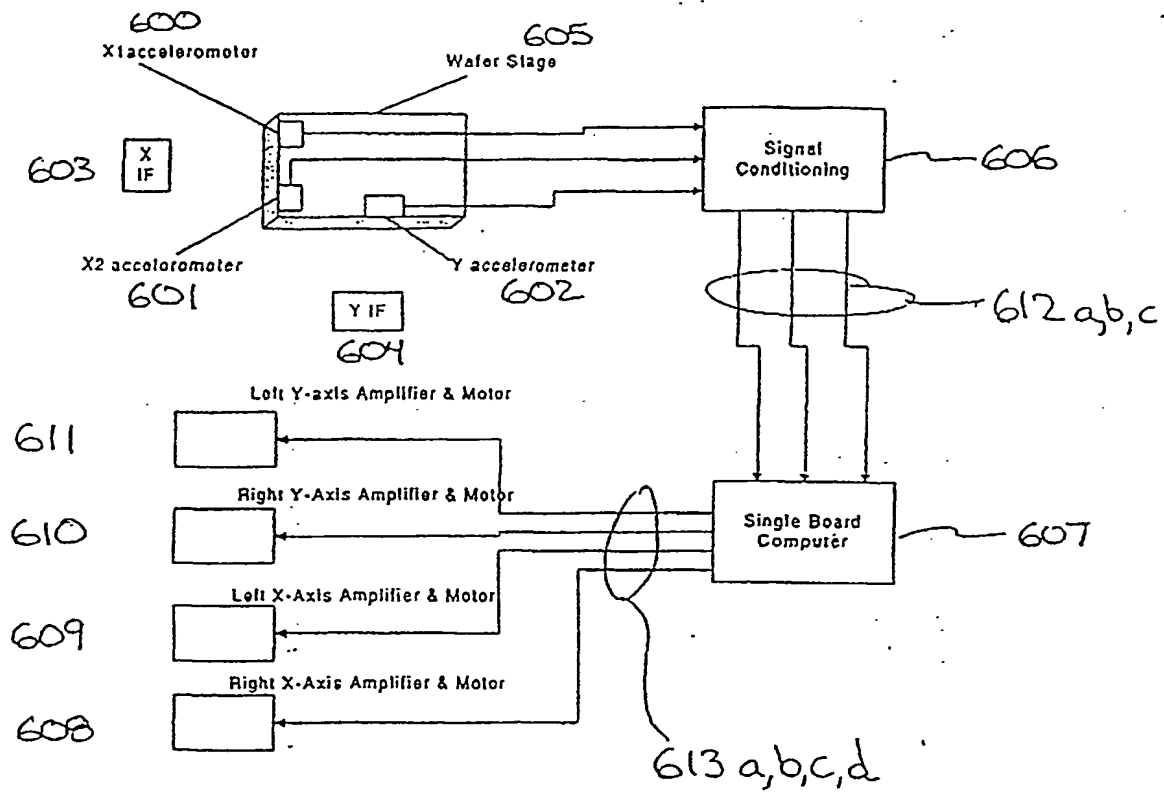 600
X1accelerometer
605
Wafer Stage
603
X
IF
Signal
Conditioning
606
X2 accelerometer
601
Y accelerometer
602
Y IF
604
612 a,b,c
Left Y-axis Amplifier & Motor
611
Right Y-Axis Amplifier & Motor
610
Single Board
Computer
607
Left X-Axis Amplifier & Motor
609
Right X-Axis Amplifier & Motor
608
613 a,b,c,d